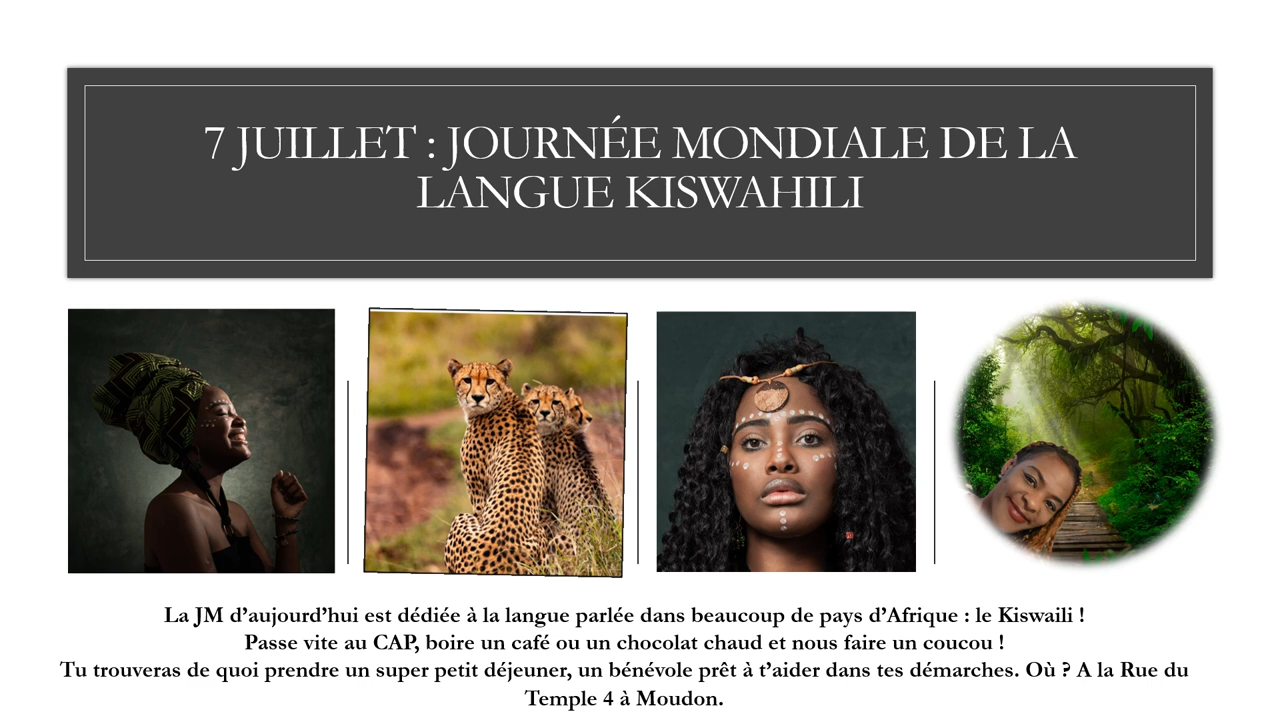 7 JUILLET : JOURNÉE MONDIALE DE LA
LANGUE KISWAHILI
La JM d’aujourd’hui est dédiée à la langue parlée dans beaucoup de pays d’Afrique : le Kiswaili !
Passe vite au CAP, boire un café ou un chocolat chaud et nous faire un coucou !
Tu trouveras de quoi prendre un super petit déjeuner, un bénévole prêt à t’aider dans tes démarches. Où ? A la Rue du
Temple 4 à Moudon.